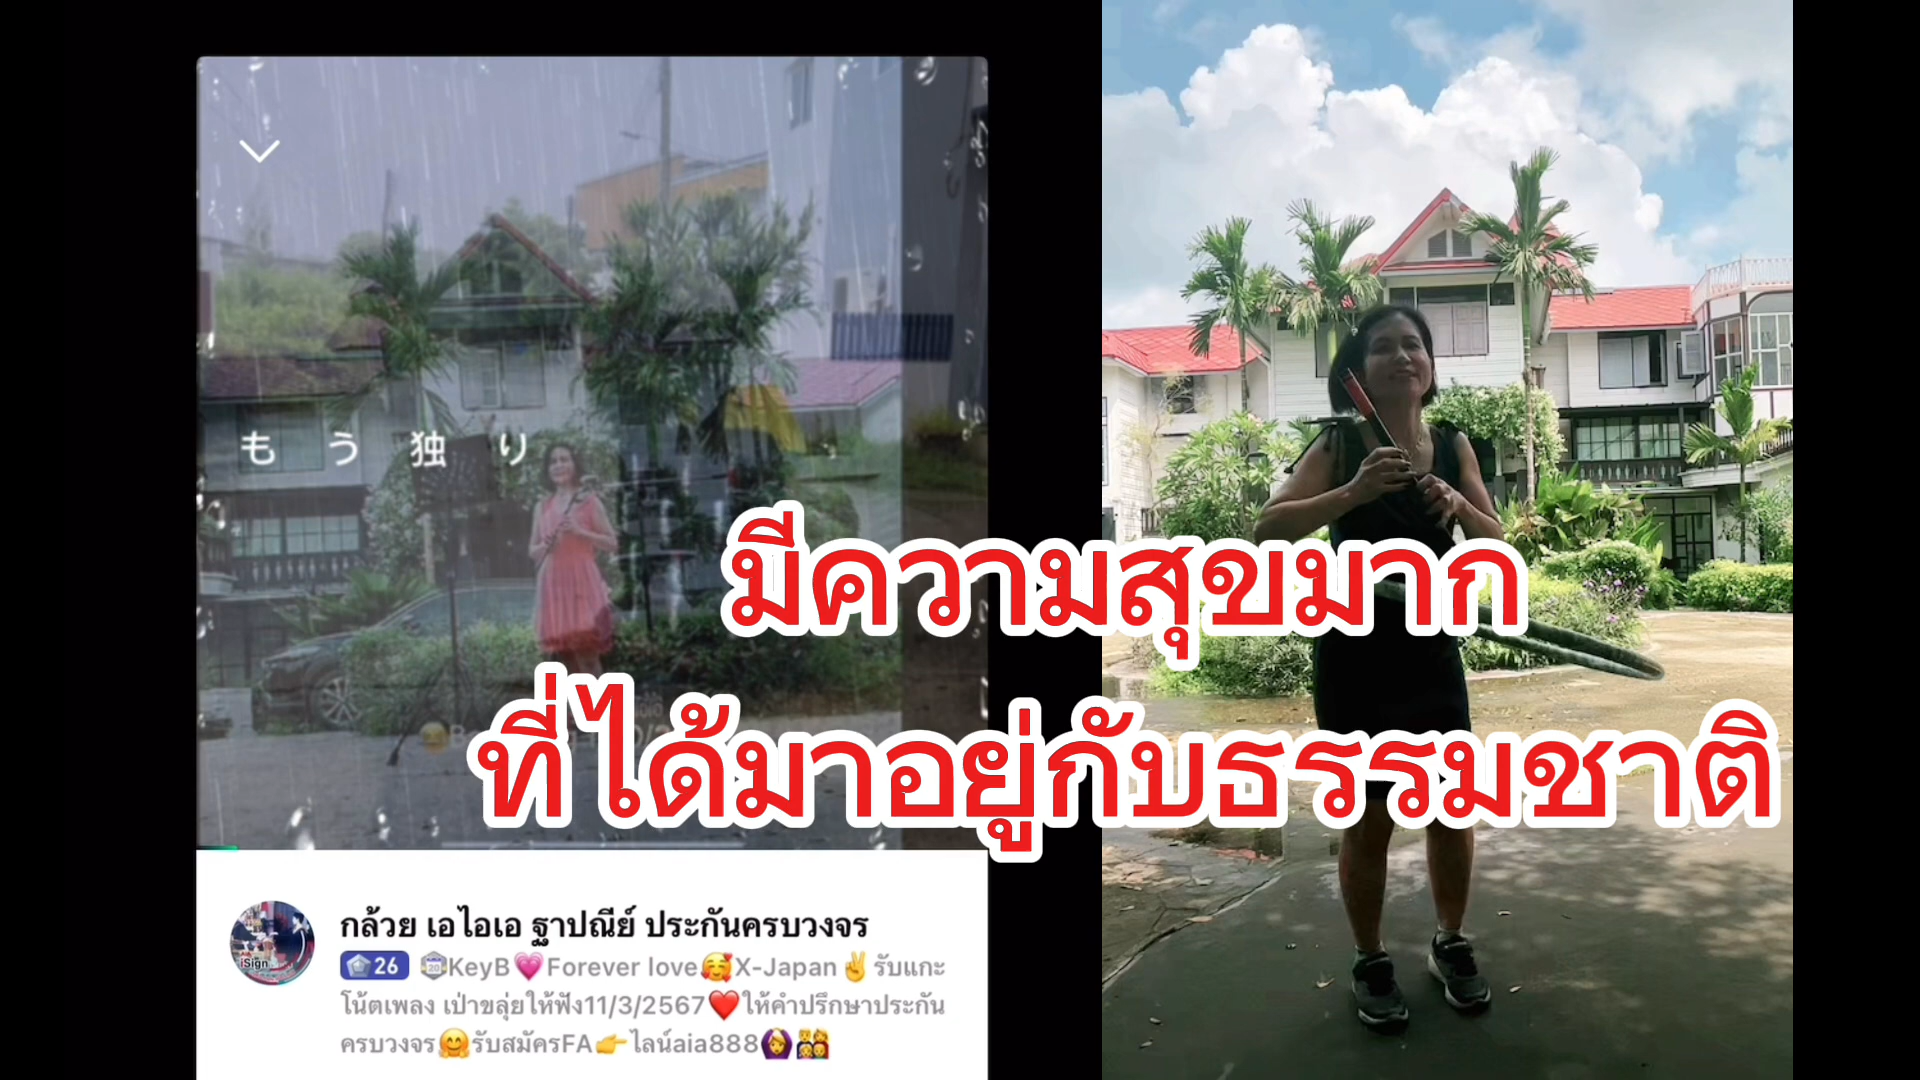 もう独り
มีความสุขมาก
ที่ได้มาอยู่กับธรรมชาติ
iSign
กล้วย เอไอเอ ฐาปณีย์ ประกันครบวงจร
26 20 KeyB💗Forever love🥰X-Japan✌️รับแกะ
โน้ตเพลง เป่าขลุ่ยให้ฟัง11/3/2567❤️ให้คำปรึกษาประกัน
ครบวงจร🤗รับสมัครFA👉ไลน์aia888🙆‍♀️👨‍👩‍👧‍👦